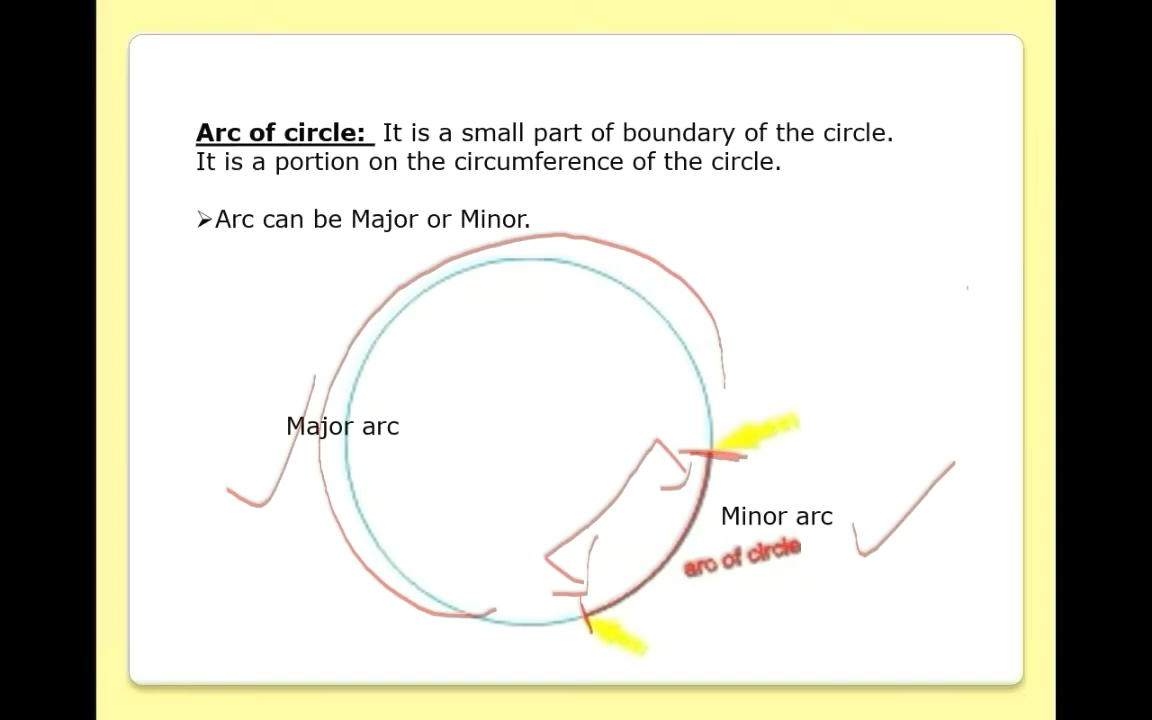 Arc of circle: It is a small part of boundary of the circle.
It is a portion on the circumference of the circle.
➢Arc can be Major or Minor.
Major arc
Minor arc
arc of circle